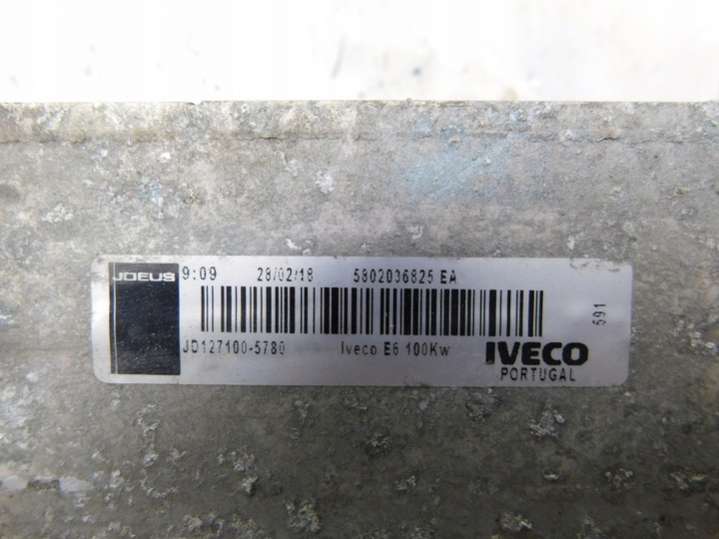 JDEUS 9:09 28/02/18 5802036825 EA
JD127100-5780 Iveco E6 100Kw IVECO
PORTUGAL
591